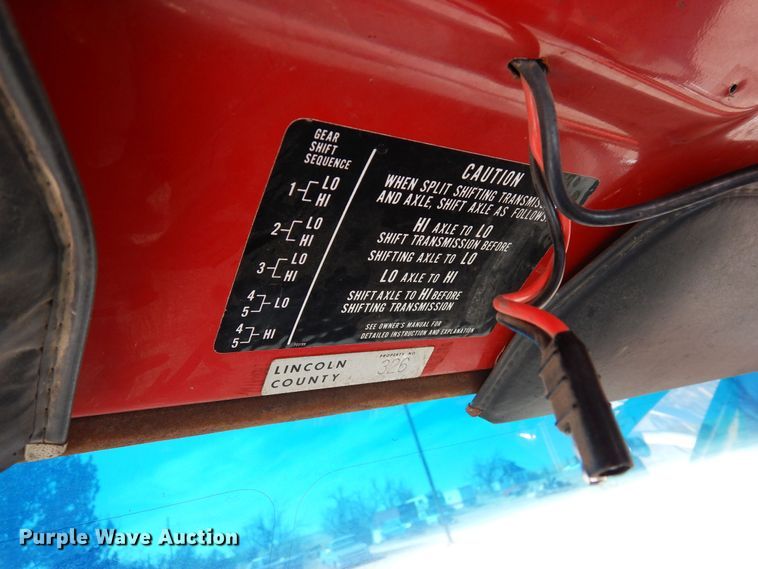 GEAR
SHIFT
SEQUENCE
1 LO
HI
2 LO
HI
3 LO
HI
4
5 LO
4
5 HI
CAUTION
WHEN SPLIT SHIFTING
AND AXLE, SHIFT AXLE AS FOLLOWS
HI AXLE TO LO
SHIFT TRANSMISSION BEFORE
SHIFTING AXLE TO LO
LO AXLE TO HI
SHIFT AXLE TO HI BEFORE
SHIFTING TRANSMISSION
SEE OWNER'S MANUAL FOR
DETAILED INSTRUCTION AND EXPLANATION
LINCOLN
COUNTY
PROPERTY NO.
326
Purple Wave Auction